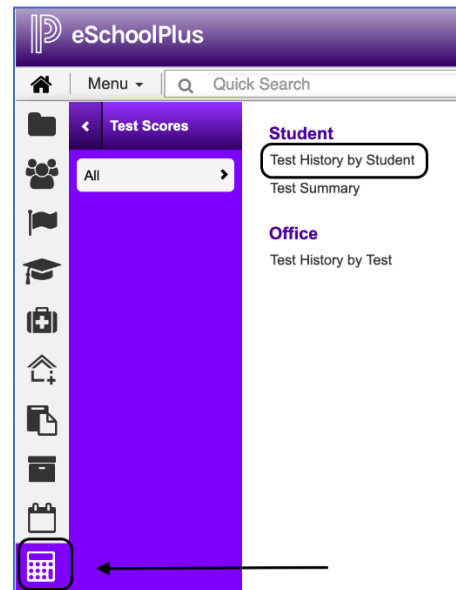 eSchoolPlus
Menu Quick Search
Test Scores
All
Student
Test History by Student
Test Summary
Office
Test History by Test